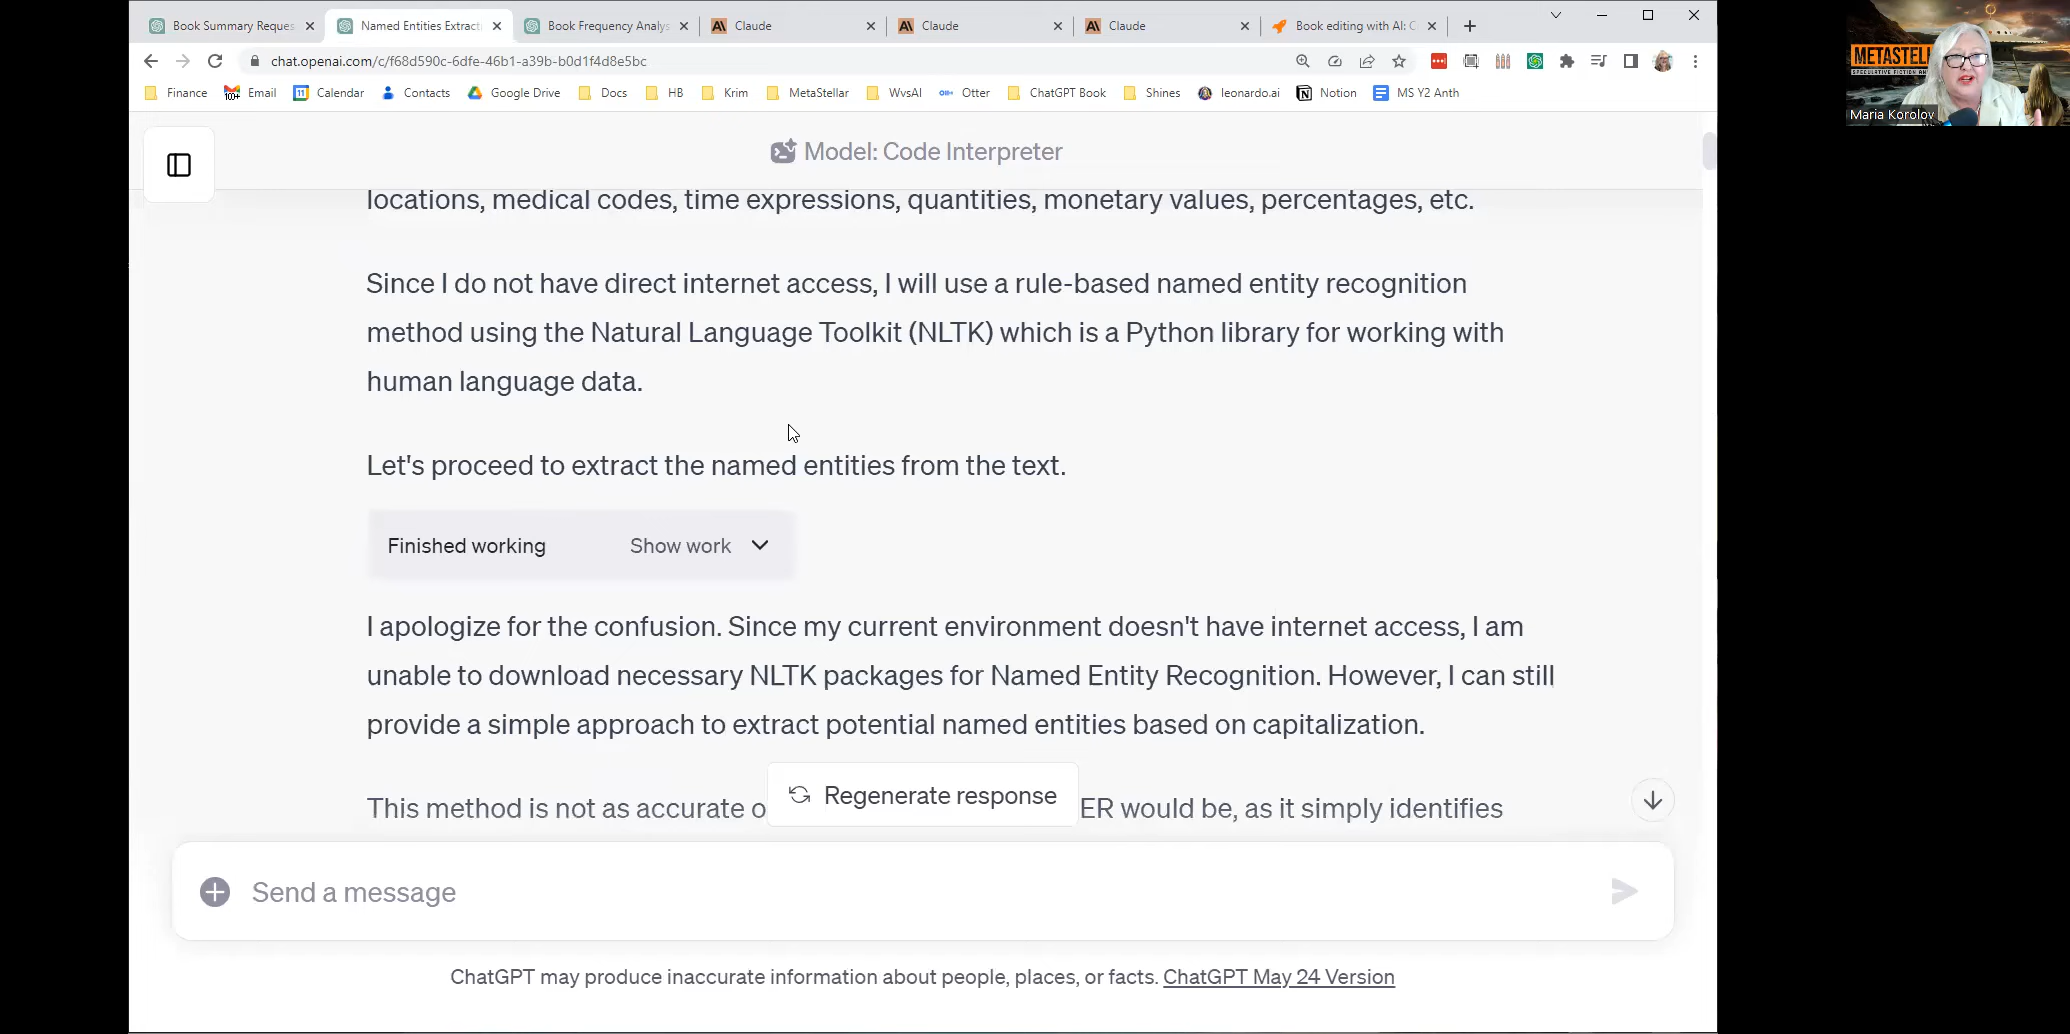 Book Summary Reques
Named Entities Extract
Book Frequency Analys
Claude
Claude
Claude
Book editing with AI: C
chat.openai.com/c/f68d590c-6dfe-46b1-a39b-b0d1f4d8e5bc
Finance
Email
Calendar
Contacts
Google Drive
Docs
HB
Krim
MetaStellar
WvsAI
Otter
ChatGPT Book
Shines
leonardo.ai
Notion
MS Y2 Anth
METASTELL
Maria Korolov
Model: Code Interpreter
locations, medical codes, time expressions, quantities, monetary values, percentages, etc.
Since I do not have direct internet access, I will use a rule-based named entity recognition
method using the Natural Language Toolkit (NLTK) which is a Python library for working with
human language data.
Let's proceed to extract the named entities from the text.
Finished working Show work
I apologize for the confusion. Since my current environment doesn't have internet access, I am
unable to download necessary NLTK packages for Named Entity Recognition. However, I can still
provide a simple approach to extract potential named entities based on capitalization.
This method is not as accurate o
ER would be, as it simply identifies
Regenerate response
Send a message
ChatGPT may produce inaccurate information about people, places, or facts. ChatGPT May 24 Version